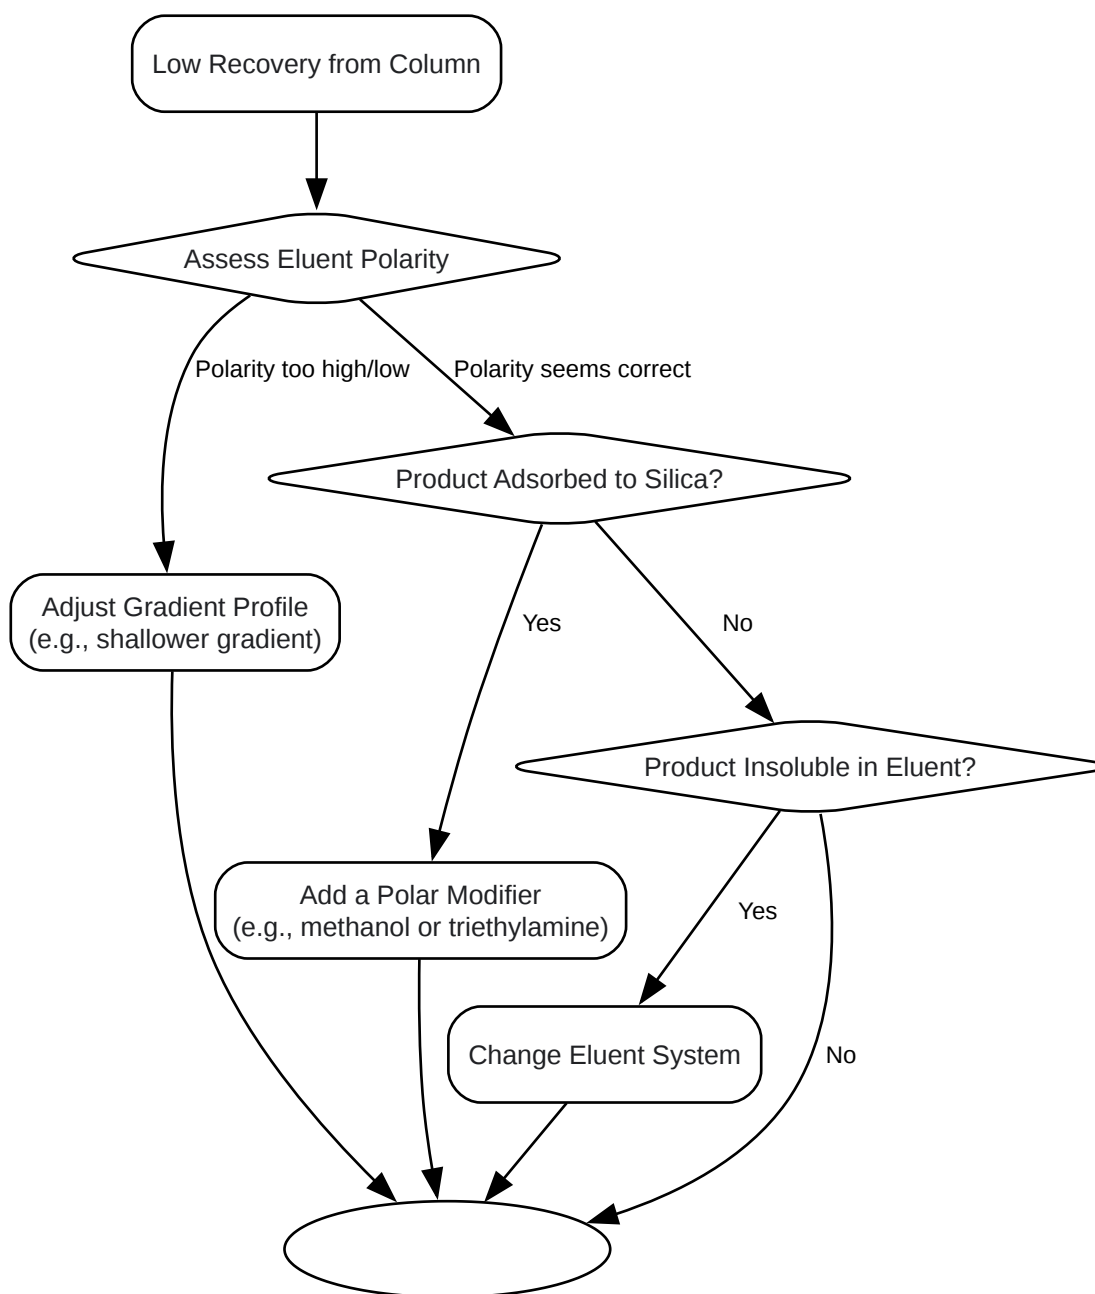 Low Recovery from Column
Assess Eluent Polarity
Polarity too high/low
Polarity seems correct
Product Adsorbed to Silica?
Adjust Gradient Profile
(e.g., shallower gradient)
Yes
No
Product Insoluble in Eluent?
Add a Polar Modifier
(e.g., methanol or triethylamine)
Yes
Change Eluent System
No